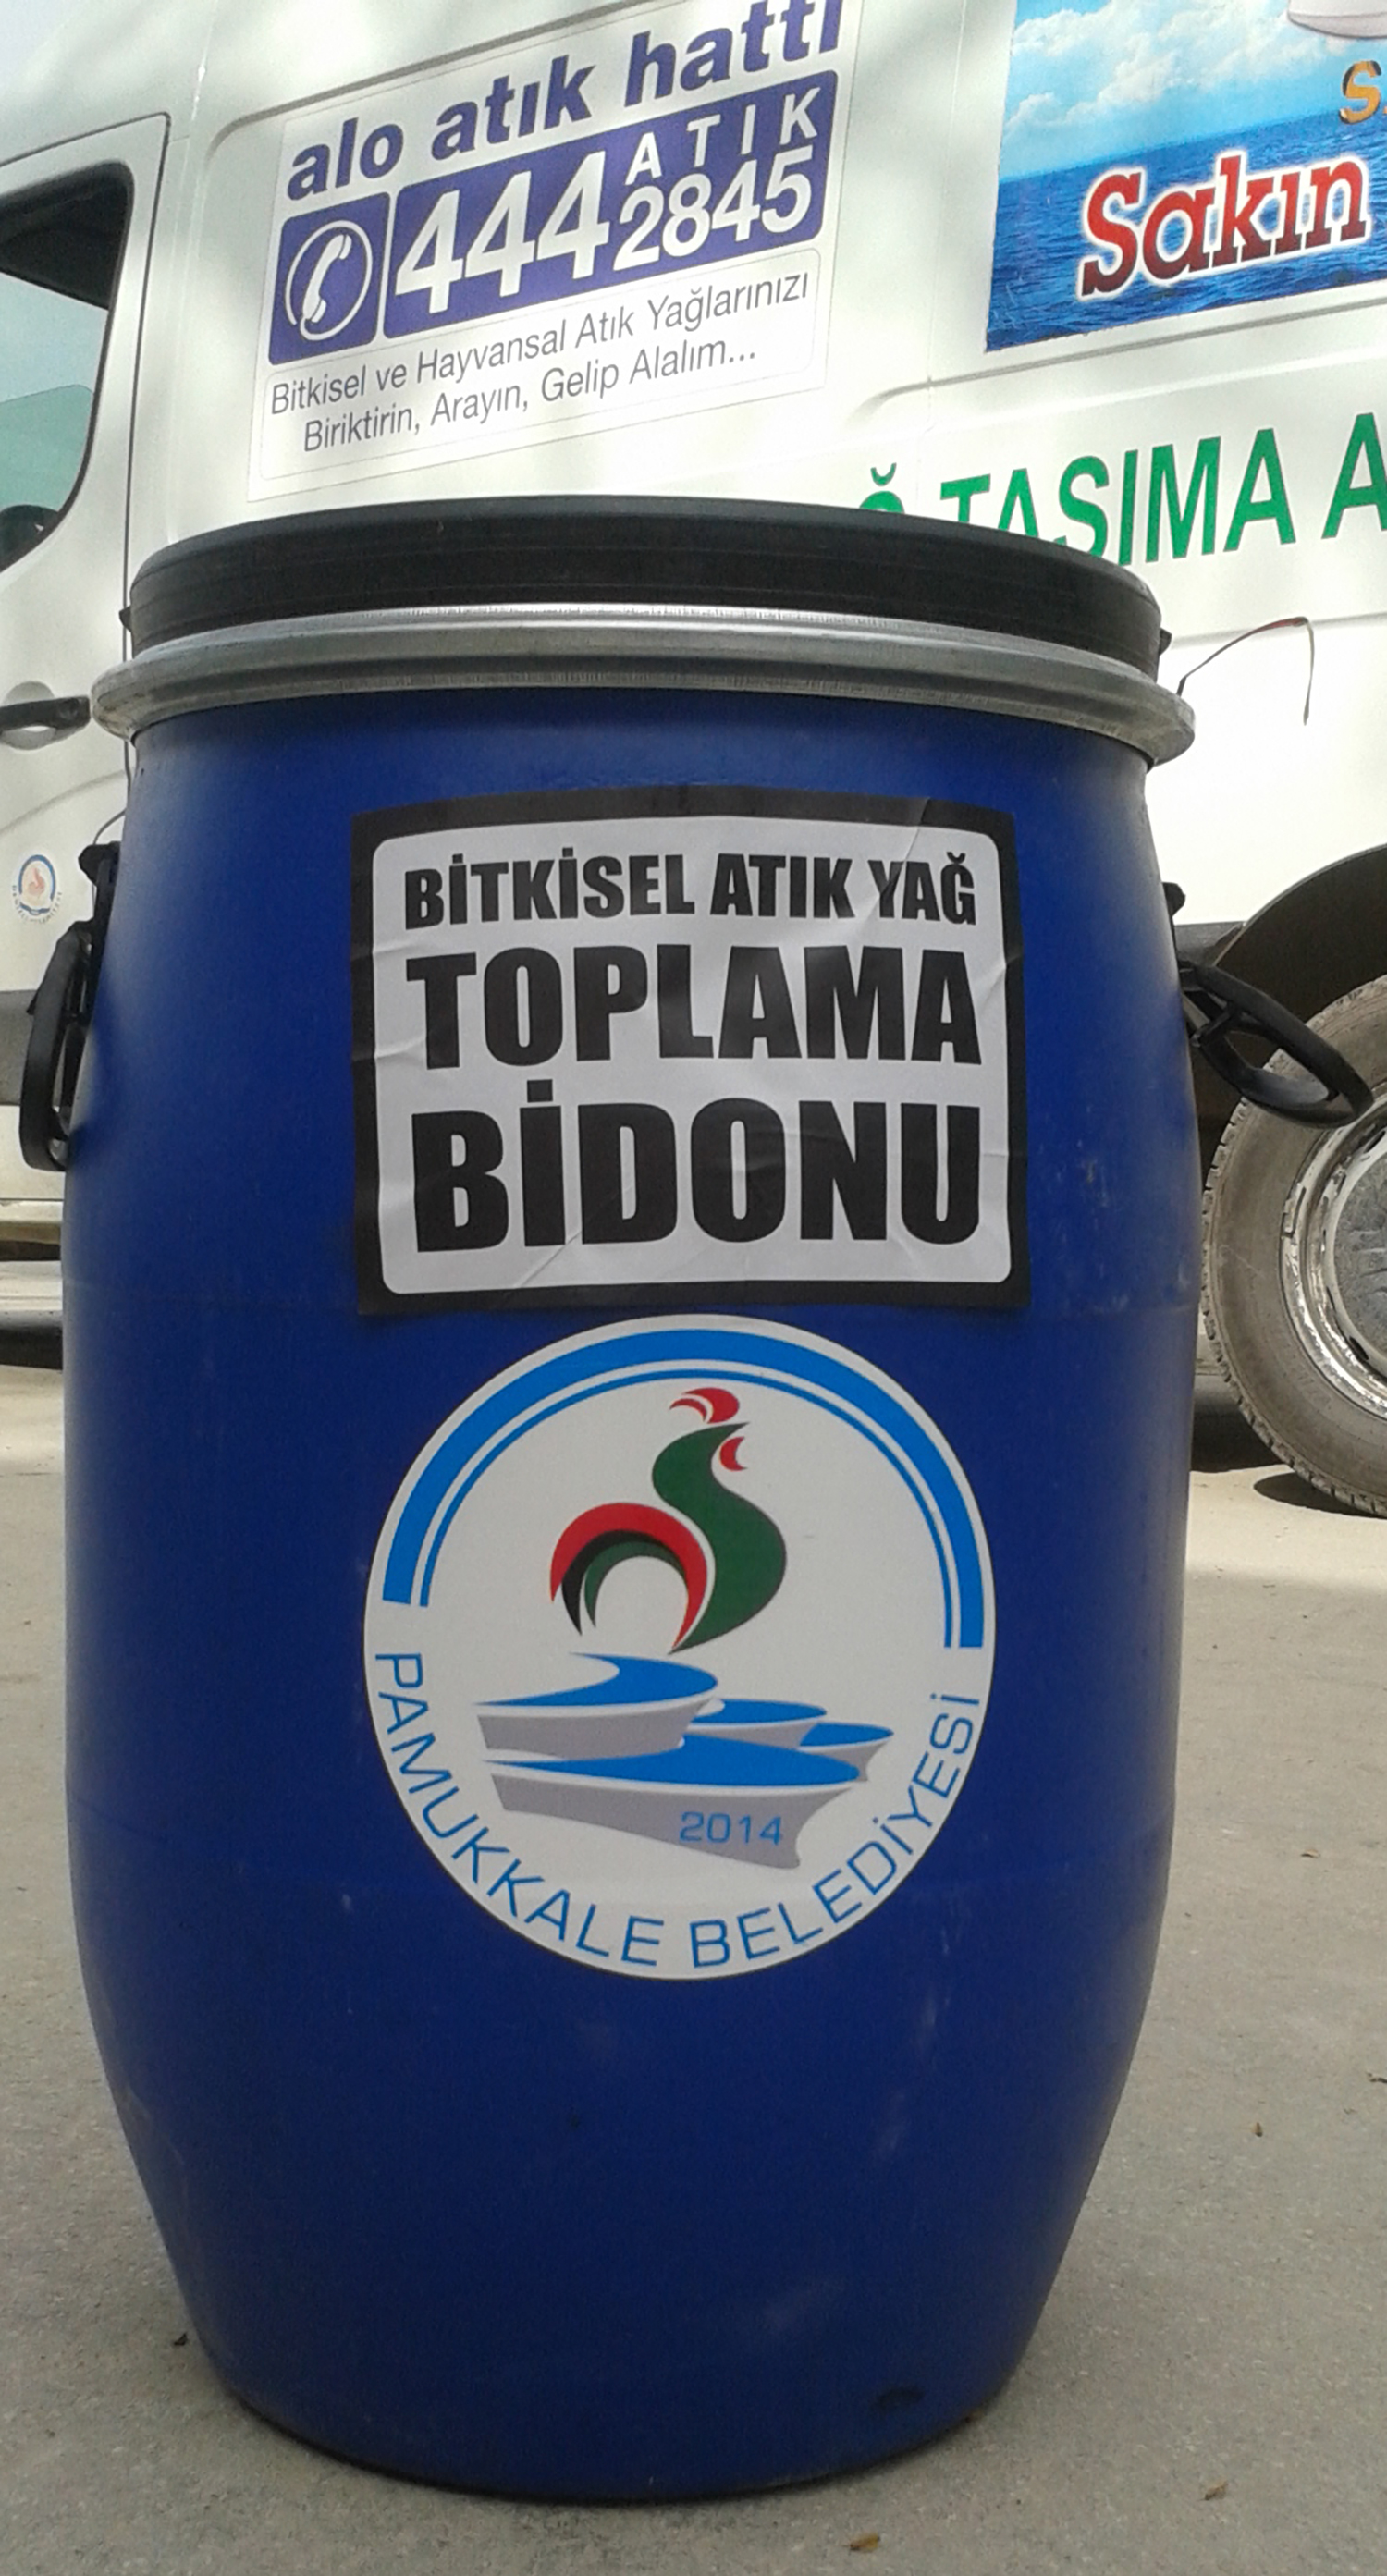 alo atık hattı
444 ATIK 2845
Bitkisel ve Hayvansal Atık Yağlarınızı
Biriktirin, Arayın, Gelip Alalım...
Sakın
TAŞIMA A
BİTKİSEL ATIK YAĞ
TOPLAMA
BİDONU
2014
PAMUKKALE BELEDİYESİ